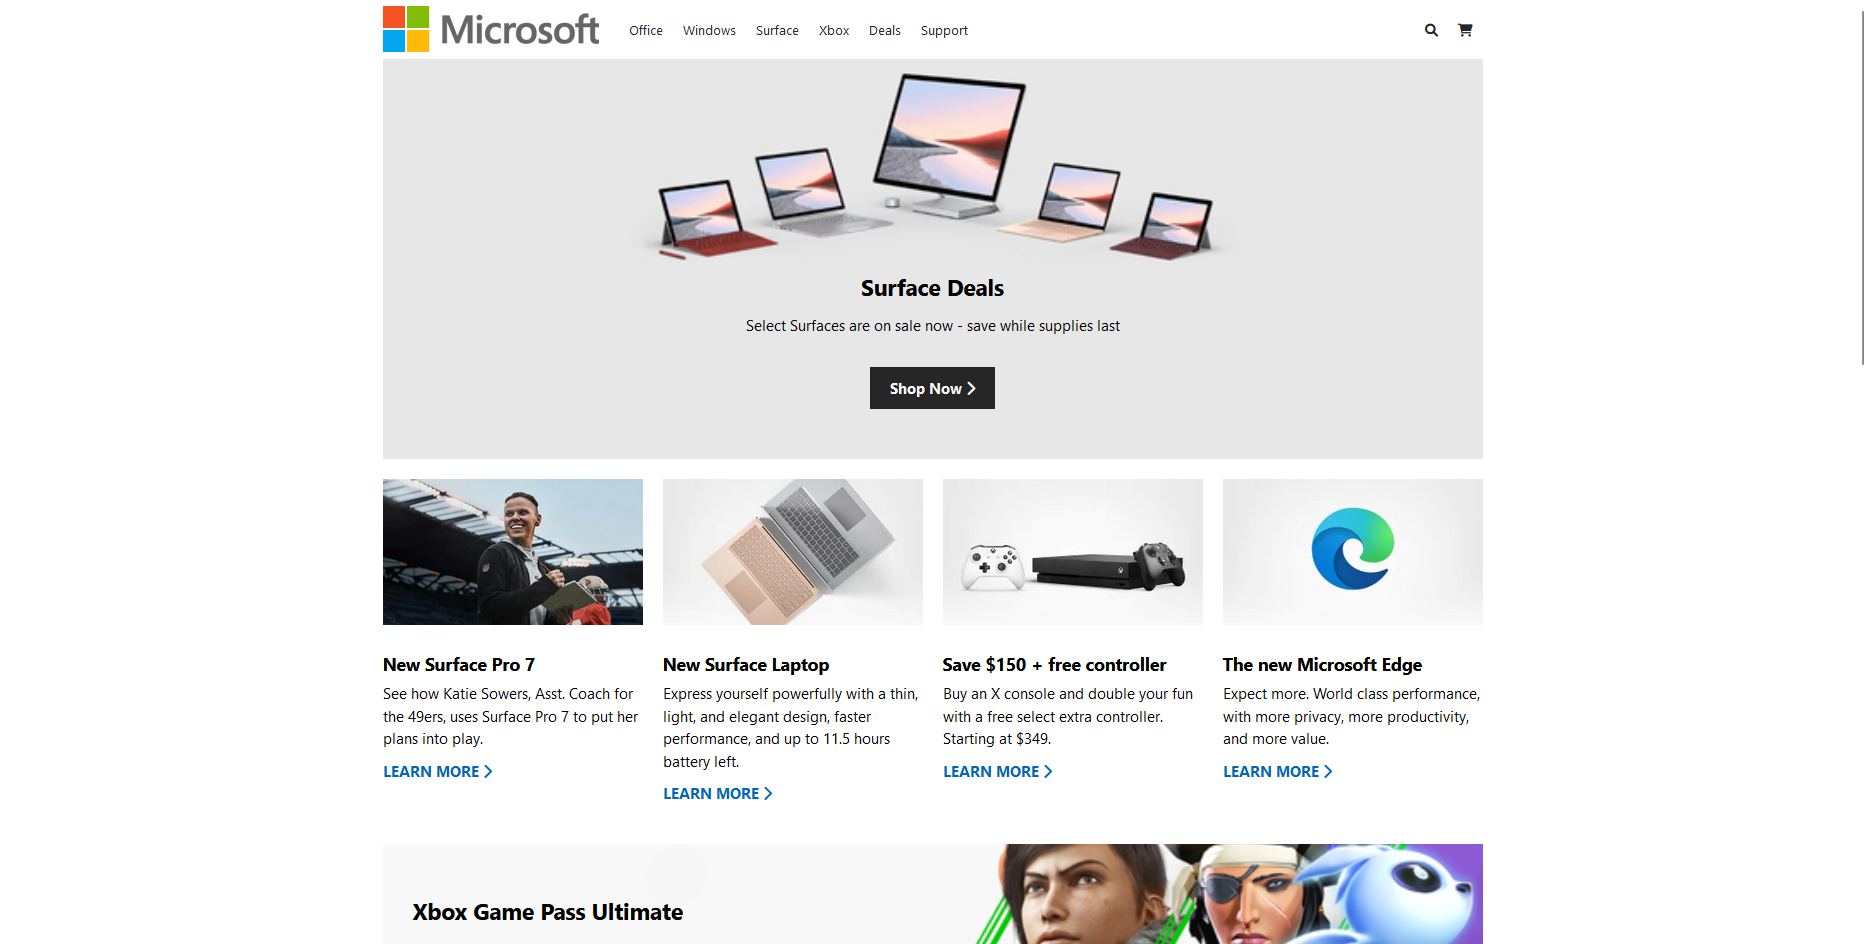 Microsoft
Office Windows Surface Xbox Deals Support
Surface Deals
Select Surfaces are on sale now - save while supplies last
Shop Now
New Surface Pro 7
See how Katie Sowers, Asst. Coach for
the 49ers, uses Surface Pro 7 to put her
plans into play.
LEARN MORE
New Surface Laptop
Express yourself powerfully with a thin,
light, and elegant design, faster
performance, and up to 11.5 hours
battery left.
LEARN MORE
Save $150 + free controller
Buy an X console and double your fun
with a free select extra controller.
Starting at $349.
LEARN MORE
The new Microsoft Edge
Expect more. World class performance,
with more privacy, more productivity,
and more value.
LEARN MORE
Xbox Game Pass Ultimate